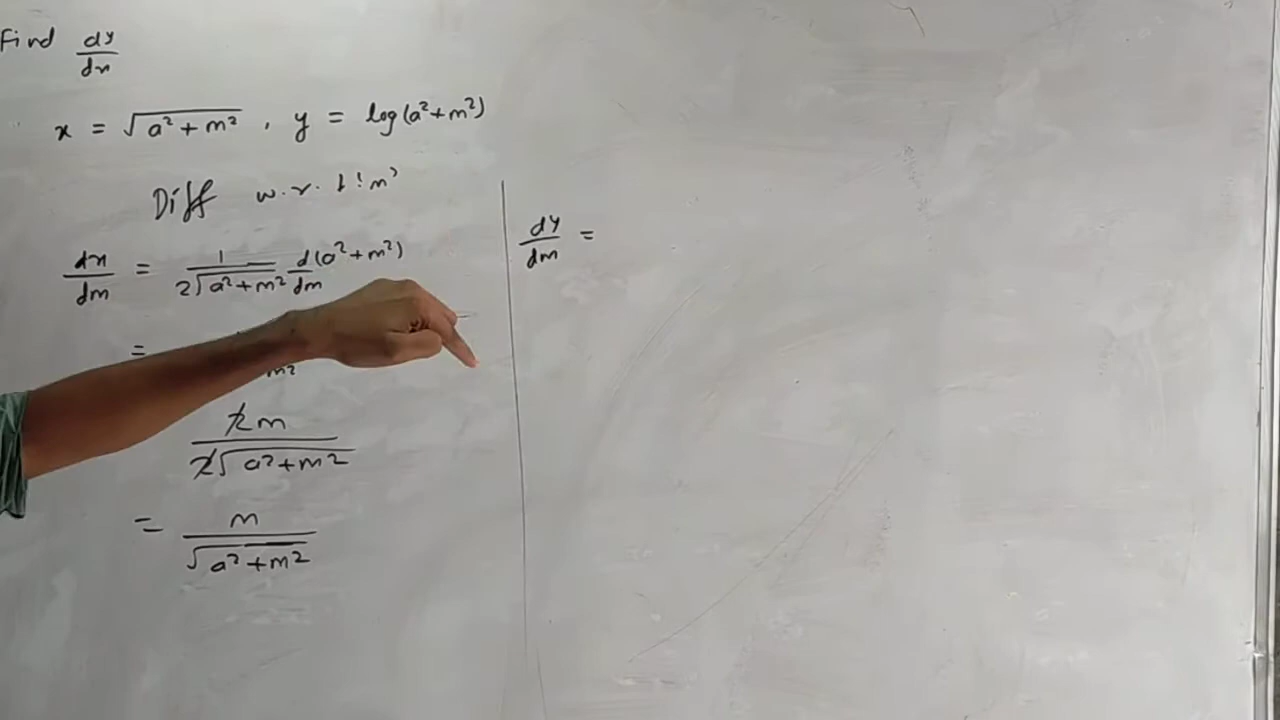 Find dy/dx
x = √(a²+m²) , y = log(a²+m²)
Diff w.r.t 'm'
dx/dm = 1/(2√(a²+m²)) d(a²+m²)/dm
=
m²
2m/(2√(a²+m²))
= m/√(a²+m²)
dy/dm =